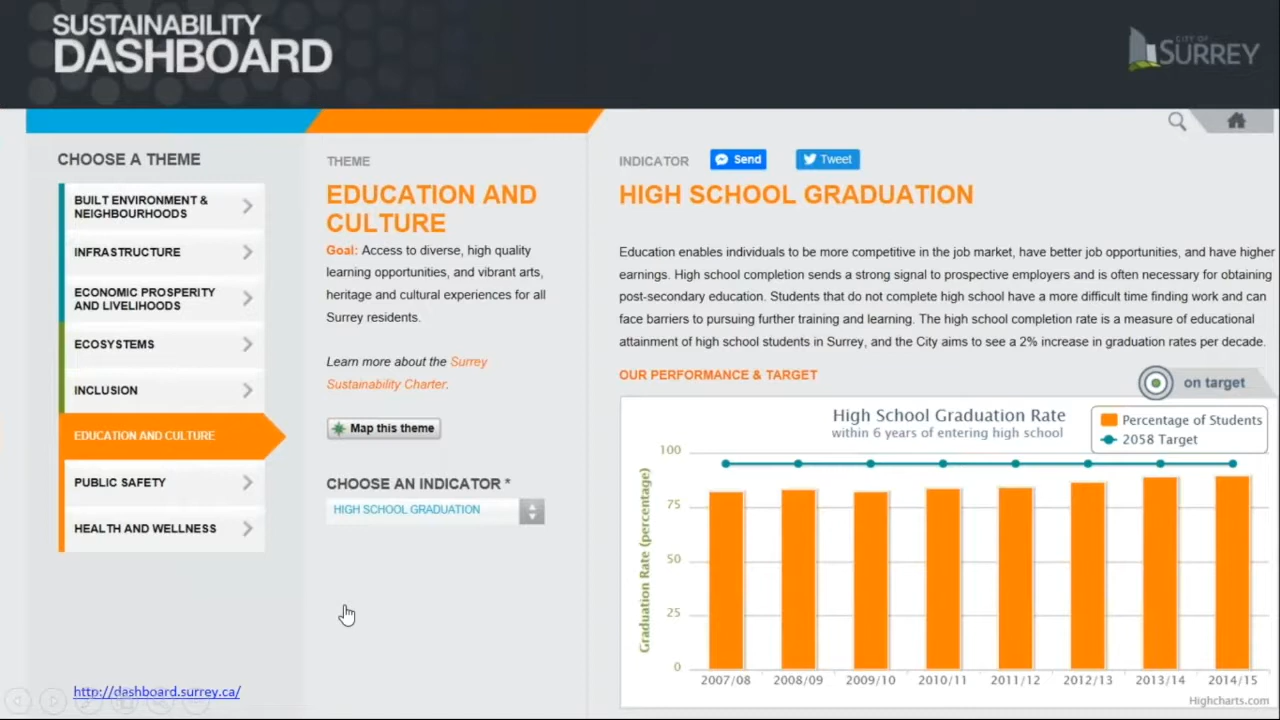 SUSTAINABILITY
DASHBOARD
CITY OF
SURREY
CHOOSE A THEME
BUILT ENVIRONMENT &
NEIGHBOURHOODS
INFRASTRUCTURE
ECONOMIC PROSPERITY
AND LIVELIHOODS
ECOSYSTEMS
INCLUSION
EDUCATION AND CULTURE
PUBLIC SAFETY
HEALTH AND WELLNESS
http://dashboard.surrey.ca/
THEME
EDUCATION AND
CULTURE
Goal: Access to diverse, high quality
learning opportunities, and vibrant arts,
heritage and cultural experiences for all
Surrey residents.
Learn more about the Surrey
Sustainability Charter.
Map this theme
CHOOSE AN INDICATOR *
HIGH SCHOOL GRADUATION
INDICATOR
Send
Tweet
HIGH SCHOOL GRADUATION
Education enables individuals to be more competitive in the job market, have better job opportunities, and have higher
earnings. High school completion sends a strong signal to prospective employers and is often necessary for obtaining
post-secondary education. Students that do not complete high school have a more difficult time finding work and can
face barriers to pursuing further training and learning. The high school completion rate is a measure of educational
attainment of high school students in Surrey, and the City aims to see a 2% increase in graduation rates per decade.
OUR PERFORMANCE & TARGET
on target
High School Graduation Rate
within 6 years of entering high school
Percentage of Students
2058 Target
Graduation Rate (percentage)
100
75
50
25
0
2007/08 2008/09 2009/10 2010/11 2011/12 2012/13 2013/14 2014/15
Highcharts.com